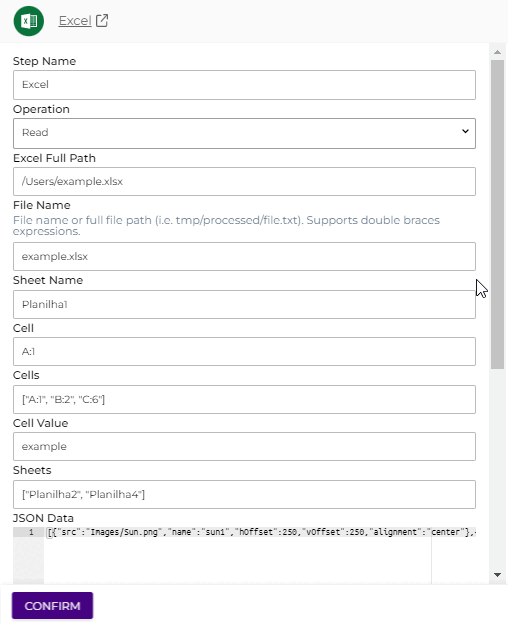 Excel
Step Name
Excel
Operation
Read
Excel Full Path
/Users/example.xlsx
File Name
File name or full file path (i.e. tmp/processed/file.txt). Supports double braces
expressions.
example.xlsx
Sheet Name
Planilha1
Cell
A:1
Cells
["A:1", "B:2", "C:6"]
Cell Value
example
Sheets
["Planilha2", "Planilha4"]
JSON Data
1 [{"src":"Images/Sun.png","name":"sun1","hOffset":250,"vOffset":250,"alignment":"center"},
CONFIRM